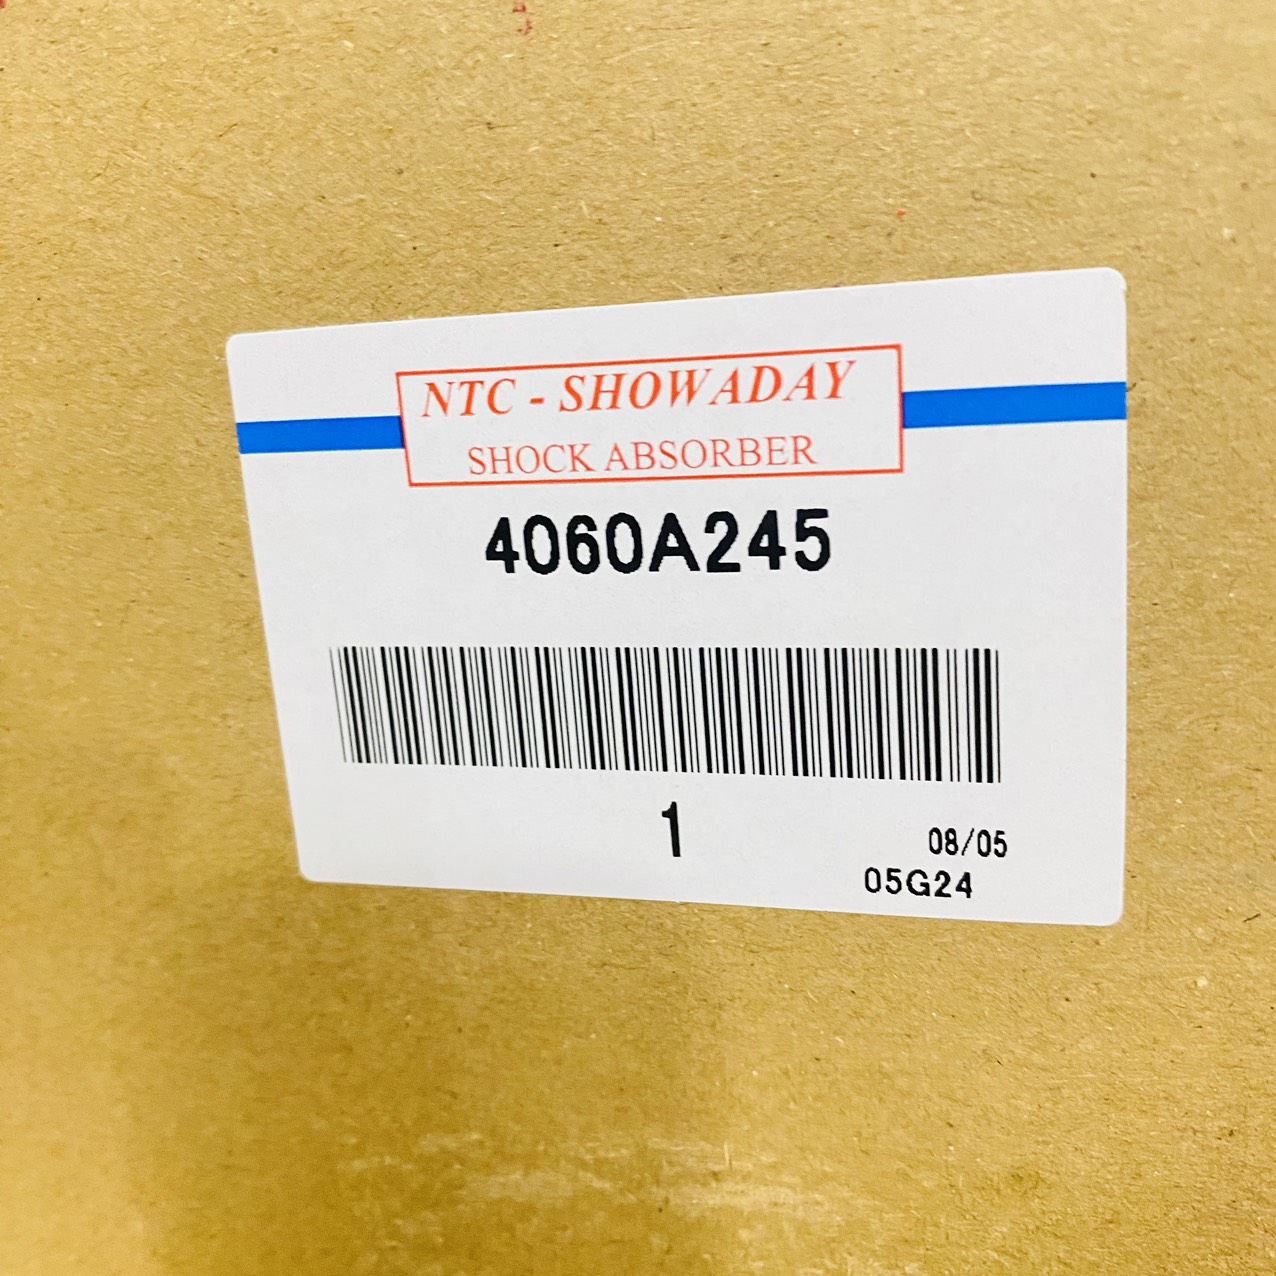 NTC - SHOWADAY
SHOCK ABSORBER
4060A245
1
08/05
05G24